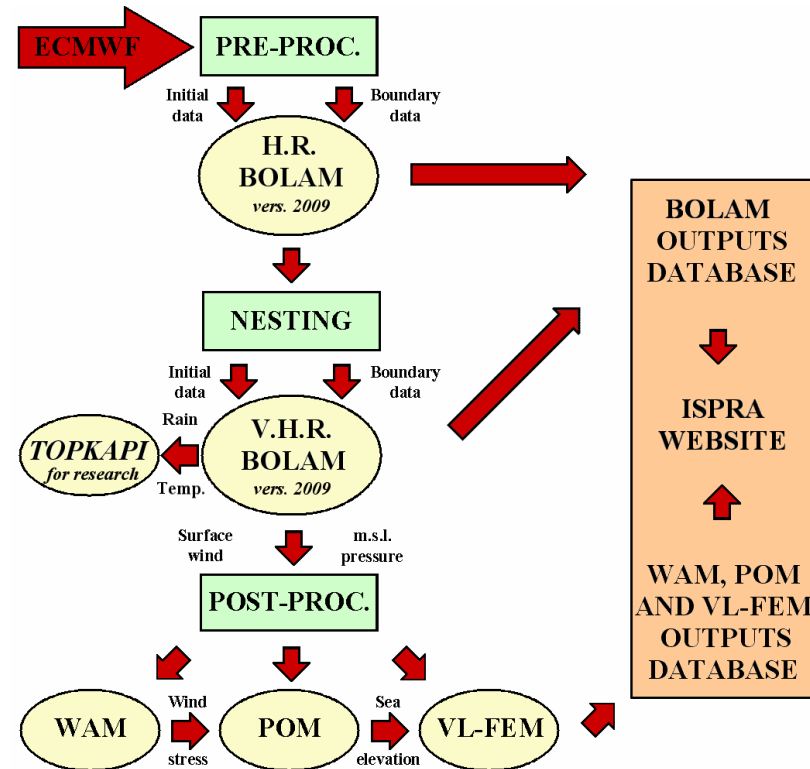 ECMWF
PRE-PROC.
Initial
data
Boundary
data
H.R.
BOLAM
vers. 2009
NESTING
Initial
data
Boundary
data
Rain
TOPKAPI
for research
Temp.
V.H.R.
BOLAM
vers. 2009
Surface
wind
m.s.l.
pressure
POST-PROC.
WAM
Wind
stress
POM
Sea
elevation
VL-FEM
BOLAM
OUTPUTS
DATABASE
ISPRA
WEBSITE
WAM, POM
AND VL-FEM
OUTPUTS
DATABASE